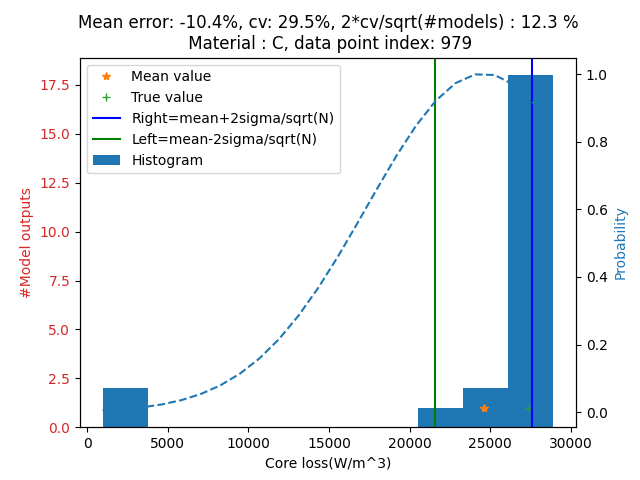 Mean error: -10.4%, cv: 29.5%, 2*cv/sqrt(#models) : 12.3 %
Material : C, data point index: 979
Mean value
True value
Right=mean+2sigma/sqrt(N)
Left=mean-2sigma/sqrt(N)
Histogram
17.5
15.0
12.5
10.0
7.5
5.0
2.5
0.0
#Model outputs
1.0
0.8
0.6
0.4
0.2
0.0
Probability
0 5000 10000 15000 20000 25000 30000
Core loss(W/m^3)